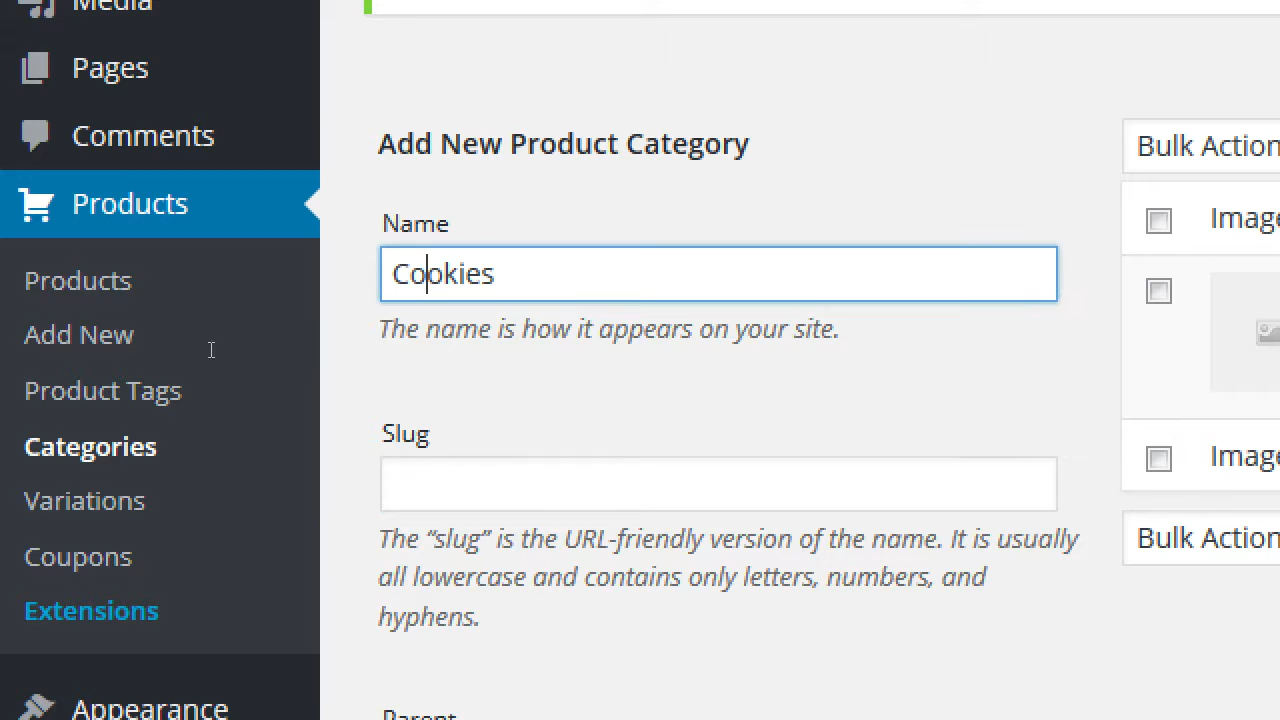 Media
Pages
Comments
Products
Products
Add New
Product Tags
Categories
Variations
Coupons
Extensions
Appearance
Add New Product Category
Name
Cookies
The name is how it appears on your site.
Slug
The “slug” is the URL-friendly version of the name. It is usually
all lowercase and contains only letters, numbers, and
hyphens.
Parent
Bulk Action
Image
Image
Bulk Action